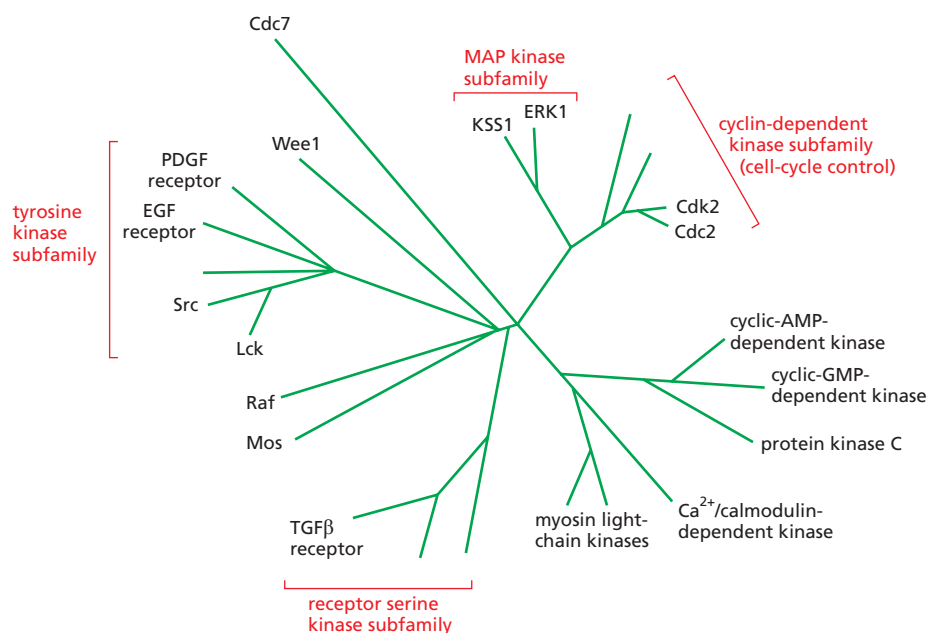 Cdc7
MAP kinase
subfamily
KSS1
ERK1
cyclin-dependent
kinase subfamily
(cell-cycle control)
Wee1
PDGF
receptor
EGF
receptor
tyrosine
kinase
subfamily
Cdk2
Cdc2
Src
Lck
cyclic-AMP-
dependent kinase
cyclic-GMP-
dependent kinase
Raf
Mos
protein kinase C
Ca²⁺/calmodulin-
dependent kinase
myosin light-
chain kinases
TGFβ
receptor
receptor serine
kinase subfamily